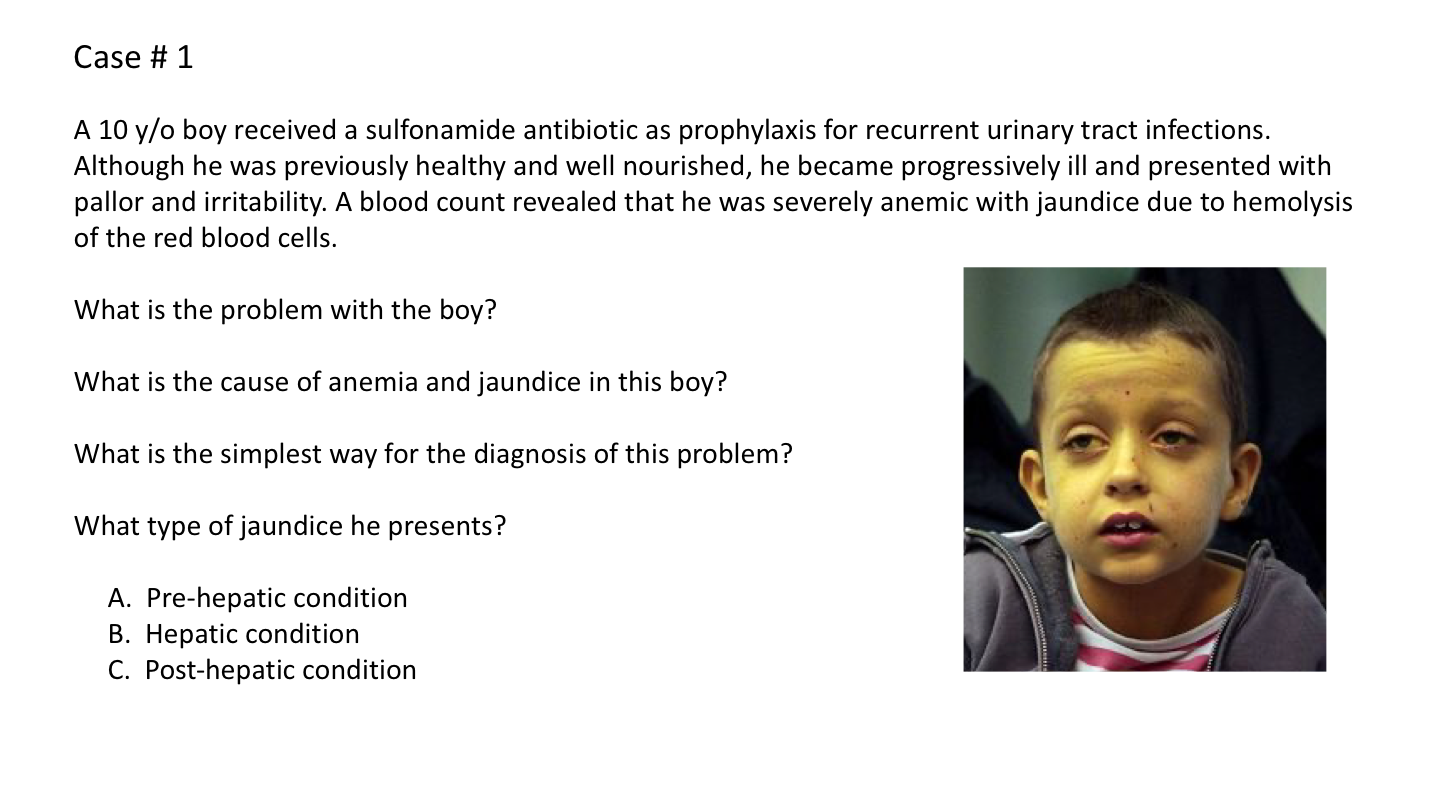 Case # 1
A 10 y/o boy received a sulfonamide antibiotic as prophylaxis for recurrent urinary tract infections.
Although he was previously healthy and well nourished, he became progressively ill and presented with
pallor and irritability. A blood count revealed that he was severely anemic with jaundice due to hemolysis
of the red blood cells.
What is the problem with the boy?
What is the cause of anemia and jaundice in this boy?
What is the simplest way for the diagnosis of this problem?
What type of jaundice he presents?
A. Pre-hepatic condition
B. Hepatic condition
C. Post-hepatic condition